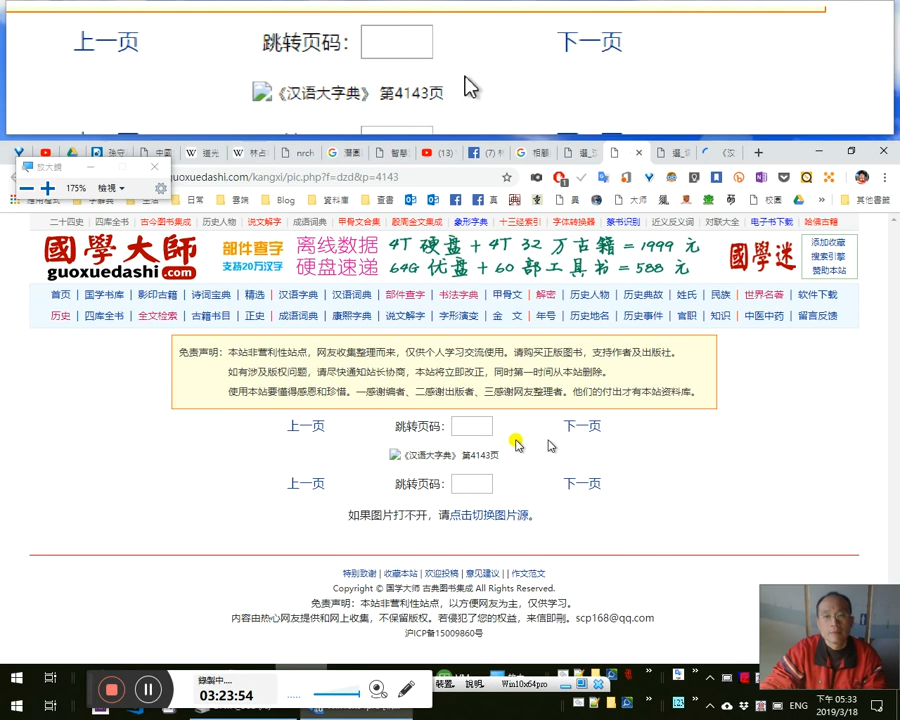 上一页 跳转页码： 下一页
《汉语大字典》 第4143页
放大鏡
175% 檢視
guoxuedashi.com/kangxi/pic.php?f=dzd&p=4143
日常 雲端 Blog 資料庫 查書 大师 校園 其他書籤
二十四史 四库全书 古今图书集成 历史人物 说文解字 成语词典 甲骨文合集 殷周金文集成 象形字典 十三经索引 字体转换器 篆书识别 近义反义词 对联大全 电子书下载 哈佛古籍
國學大師 部件查字 离线数据 4T 硬盘 + 4T 32 万古籍 = 1999 元 國學迷 添加收藏
搜索引擎
guoxuedashi.com 支持20万汉字 硬盘速递 64G 优盘 + 60 部工具书 = 588 元 赞助本站
首页 | 国学书库 | 影印古籍 | 诗词宝典 | 精选 | 汉语字典 | 汉语词典 | 部件查字 | 书法字典 | 甲骨文 | 解密 | 历史人物 | 历史典故 | 姓氏 | 民族 | 世界名著 | 软件下载
历史 | 四库全书 | 全文检索 | 古籍书目 | 正史 | 成语词典 | 康熙字典 | 说文解字 | 字形演变 | 金 文 | 年号 | 历史地名 | 历史事件 | 官职 | 知识 | 中医中药 | 留言反馈
免责声明：本站非营利性站点，网友收集整理而来，仅供个人学习交流使用。请购买正版图书，支持作者及出版社。
如有涉及版权问题，请尽快通知站长协商，本站将立即改正，同时第一时间从本站删除。
使用本站要懂得感恩和珍惜。一感谢编者、二感谢出版者、三感谢网友整理者。他们的付出才有本站资料库。
上一页 跳转页码： 下一页
《汉语大字典》 第4143页
上一页 跳转页码： 下一页
如果图片打不开，请点击切换图片源。
特别致谢 | 收藏本站 | 欢迎投稿 | 意见建议 | | 作文范文
Copyright © 国学大师 古典图书集成 All Rights Reserved.
免责声明：本站非营利性站点，以方便网友为主，仅供学习。
内容由热心网友提供和网上收集，不保留版权。若侵犯了您的权益，来信即刪。scp168@qq.com
沪ICP备15009860号
錄製中....
03:23:54
裝置. 說明. Win10x64pro
ENG
下午 05:33
2019/3/18